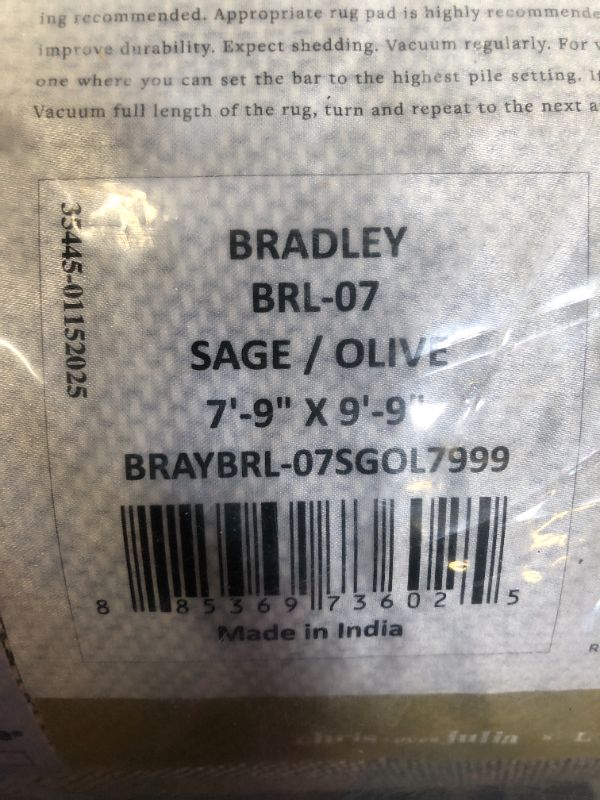 ing recommended. Appropriate rug pad is highly recommende
improve durability. Expect shedding. Vacuum regularly. For v
one where you can set the bar to the highest pile setting. If
Vacuum full length of the rug, turn and repeat to the next a
35445-01152025
BRADLEY
BRL-07
SAGE / OLIVE
7'-9" X 9'-9"
BRAYBRL-07SGOL7999
8 85369 73602 5
Made in India
R
chris julia × L